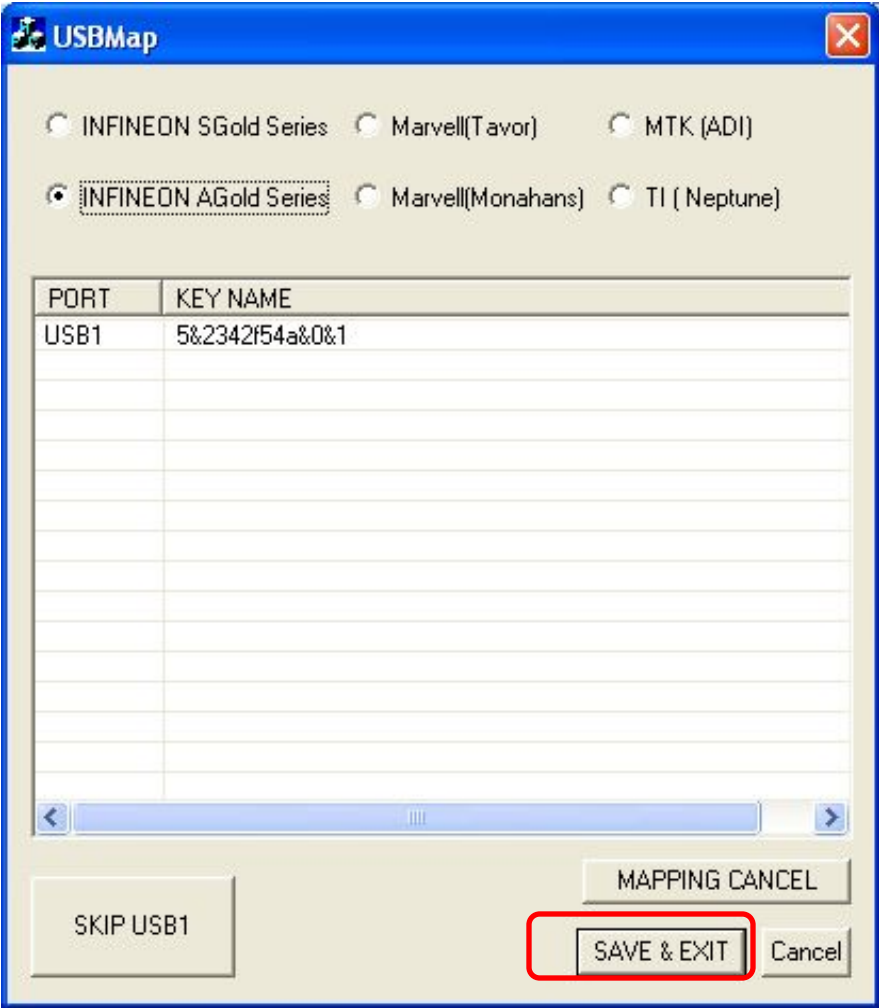 USBMap
INFINEON SGold Series Marvell(Tavor) MTK (ADI)
INFINEON AGold Series Marvell(Monahans) TI ( Neptune)
PORT KEY NAME
USB1 5&2342f54a&0&1
MAPPING CANCEL
SKIP USB1
SAVE & EXIT Cancel